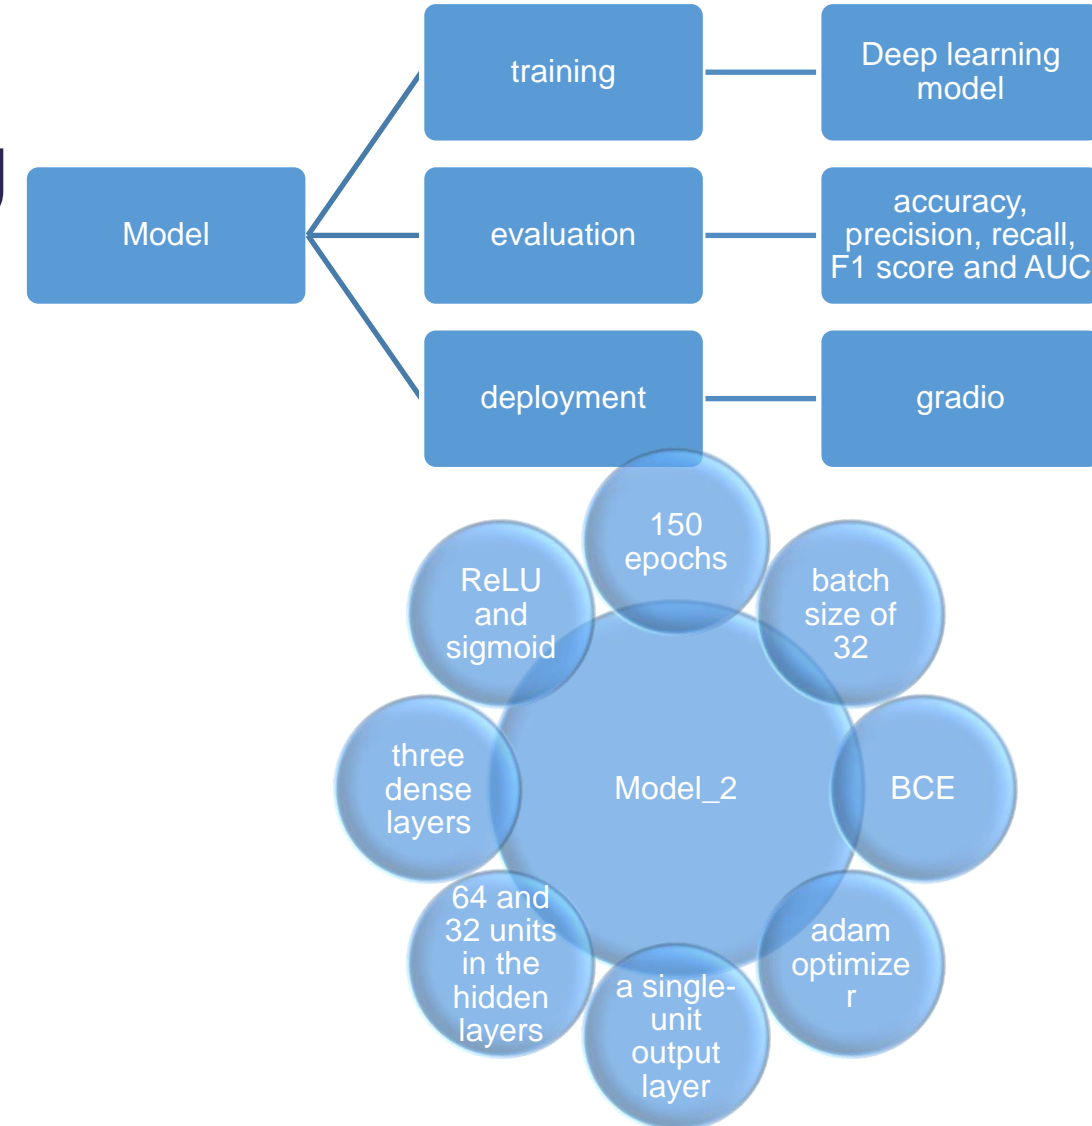 training
Deep learning
model
Model
evaluation
accuracy,
precision, recall,
F1 score and AUC
deployment
gradio
150
epochs
batch
size of
32
BCE
adam
optimize
r
a single-
unit
output
layer
64 and
32 units
in the
hidden
layers
three
dense
layers
ReLU
and
sigmoid
Model_2